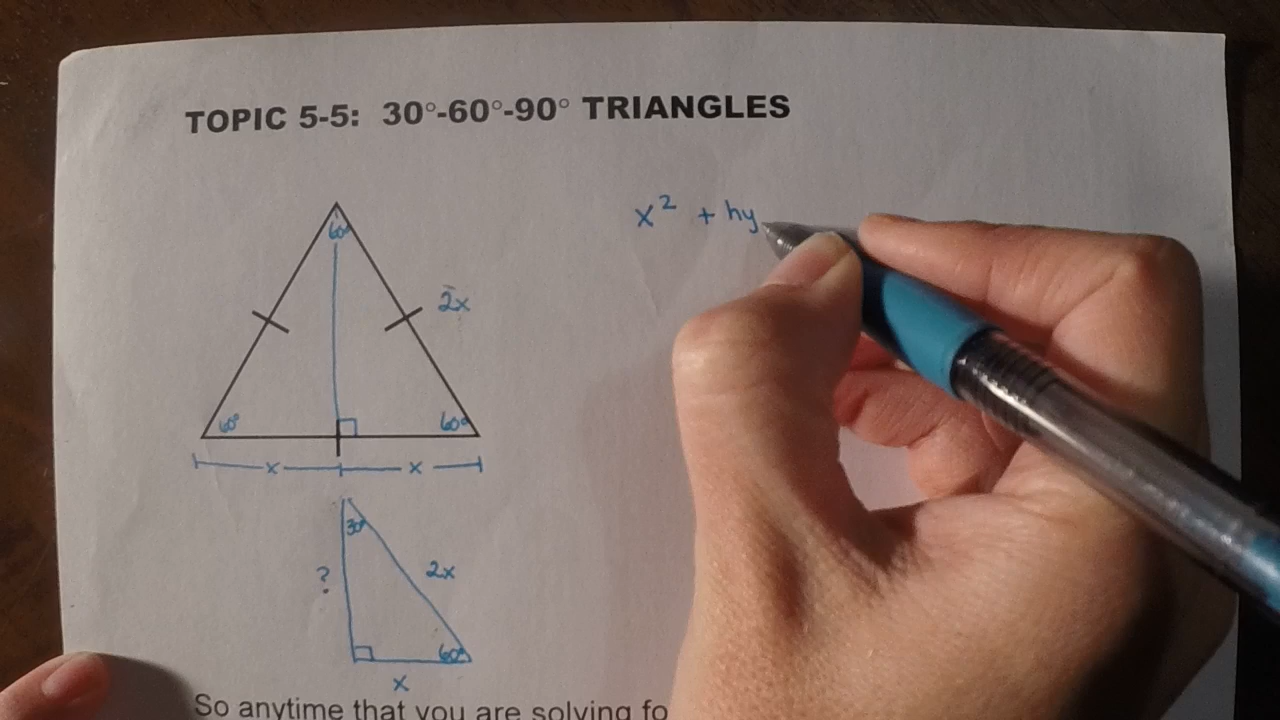 TOPIC 5-5: 30°-60°-90° TRIANGLES
x² + hy
60°
2x
60° 60°
x x
30°
? 2x
60°
x
So anytime that you are solving fo